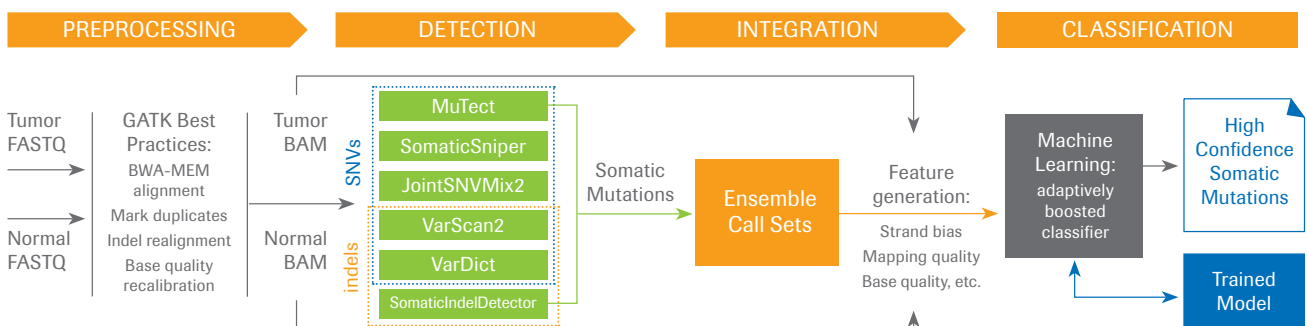 PREPROCESSING
DETECTION
INTEGRATION
CLASSIFICATION
Tumor
FASTQ
Normal
FASTQ
GATK Best
Practices:
BWA-MEM
alignment
Mark duplicates
Indel realignment
Base quality
recalibration
Tumor
BAM
Normal
BAM
SNVs
indels
MuTect
SomaticSniper
JointSNVMix2
VarScan2
VarDict
SomaticIndelDetector
Somatic
Mutations
Ensemble
Call Sets
Feature
generation:
Strand bias
Mapping quality
Base quality, etc.
Machine
Learning:
adaptively
boosted
classifier
High
Confidence
Somatic
Mutations
Trained
Model